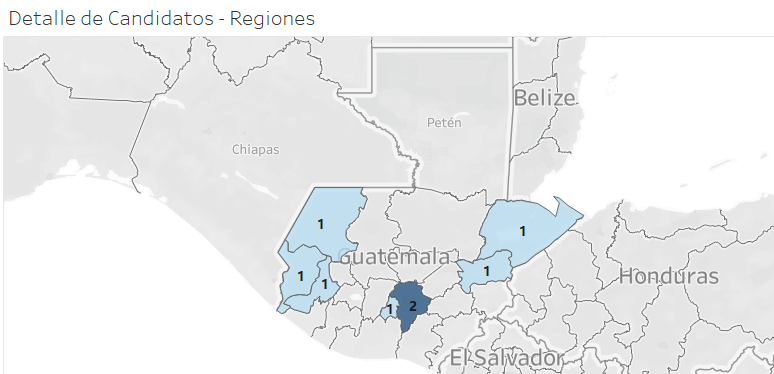 Detalle de Candidatos - Regiones
Belize
Petén
Chiapas
1
1
Guatemala
1
1
1
Honduras
1
2
El Salvador